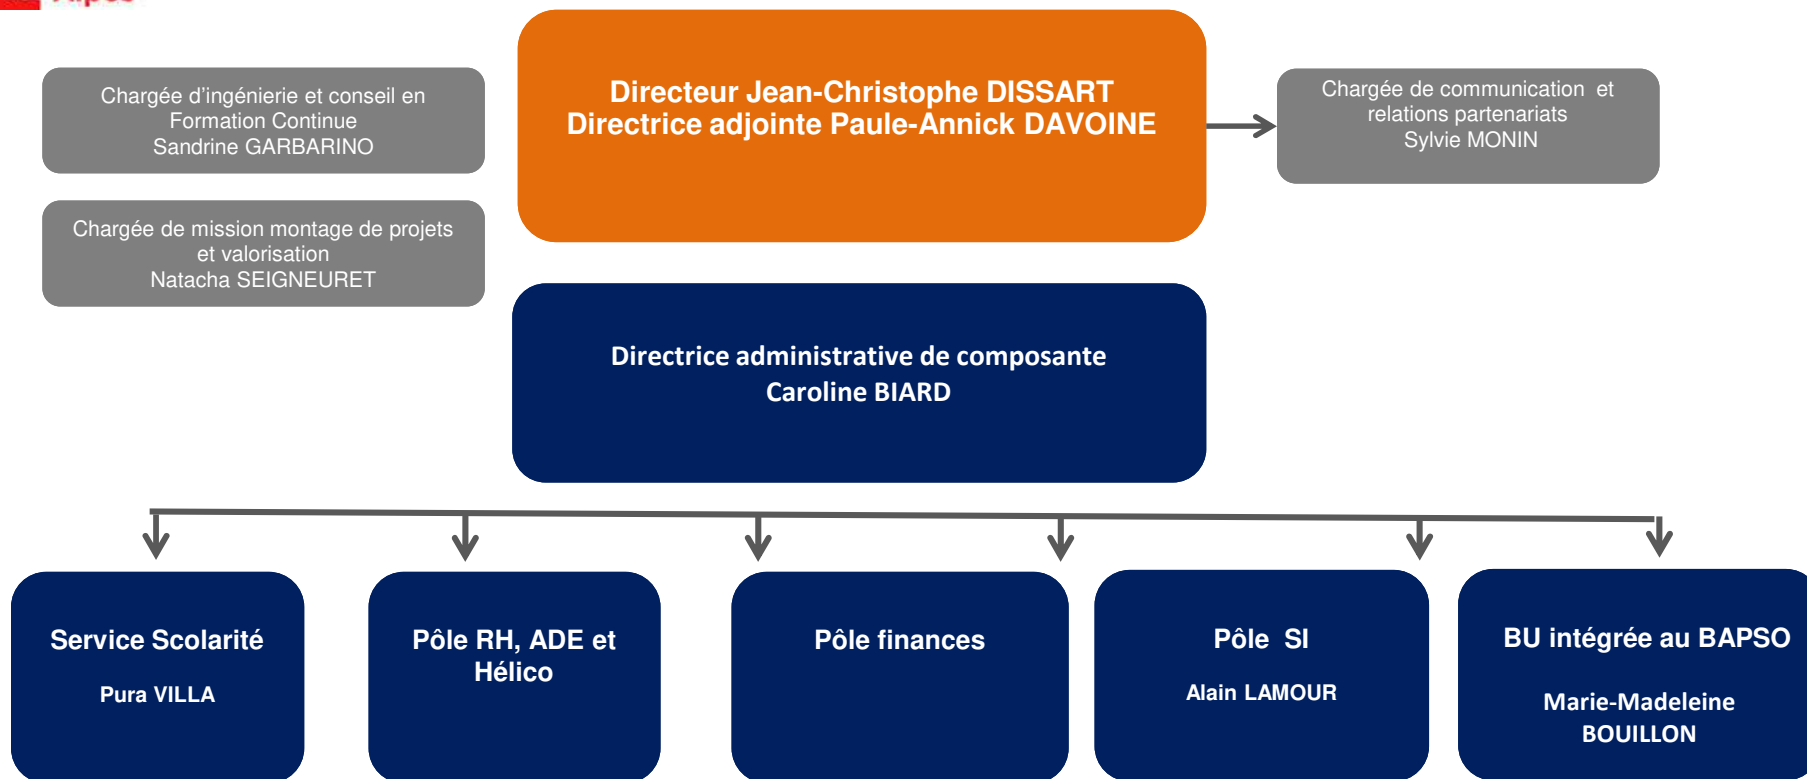 Chargée d'ingénierie et conseil en
Formation Continue
Sandrine GARBARINO
Directeur Jean-Christophe DISSART
Directrice adjointe Paule-Annick DAVOINE
Chargée de communication et
relations partenariats
Sylvie MONIN
Chargée de mission montage de projets
et valorisation
Natacha SEIGNEURET
Directrice administrative de composante
Caroline BIARD
Service Scolarité
Pura VILLA
Pôle RH, ADE et
Hélico
Pôle finances
Pôle SI
Alain LAMOUR
BU intégrée au BAPSO
Marie-Madeleine
BOUILLON